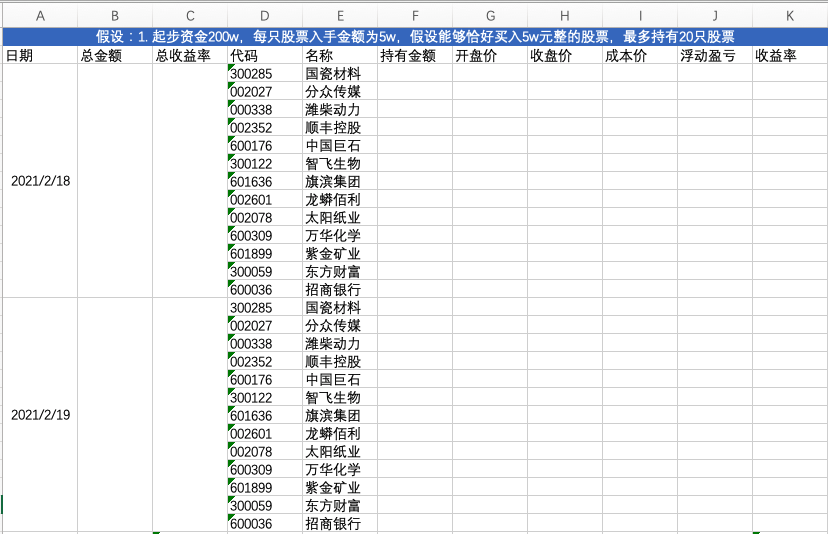 A B C D E F G H I J K
假设：1. 起步资金200w，每只股票入手金额为5w，假设能够恰好买入5w元整的股票，最多持有20只股票
日期 总金额 总收益率 代码 名称 持有金额 开盘价 收盘价 成本价 浮动盈亏 收益率
300285 国瓷材料
002027 分众传媒
000338 潍柴动力
002352 顺丰控股
600176 中国巨石
300122 智飞生物
2021/2/18 601636 旗滨集团
002601 龙蟒佰利
002078 太阳纸业
600309 万华化学
601899 紫金矿业
300059 东方财富
600036 招商银行
300285 国瓷材料
002027 分众传媒
000338 潍柴动力
002352 顺丰控股
600176 中国巨石
300122 智飞生物
2021/2/19 601636 旗滨集团
002601 龙蟒佰利
002078 太阳纸业
600309 万华化学
601899 紫金矿业
300059 东方财富
600036 招商银行